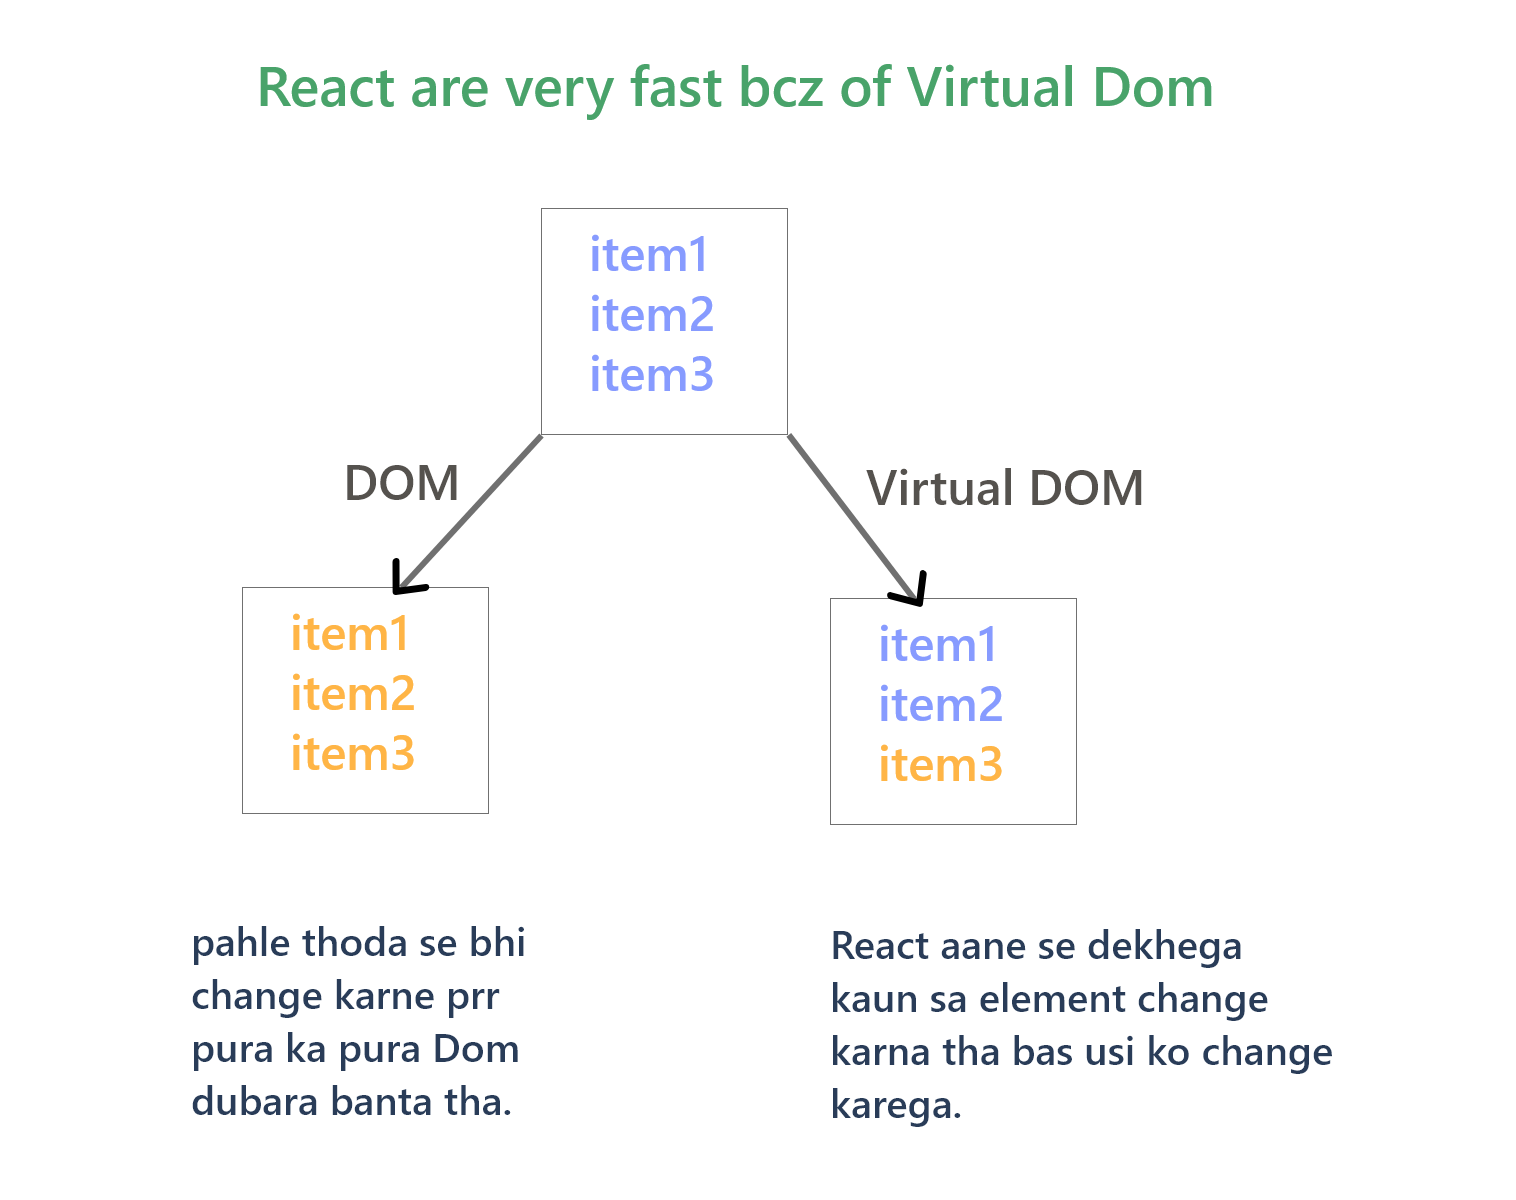 React are very fast bcz of Virtual Dom
item1
item2
item3
DOM
Virtual DOM
item1
item2
item3
item1
item2
item3
pahle thoda se bhi
change karne prr
pura ka pura Dom
dubara banta tha.
React aane se dekhega
kaun sa element change
karna tha bas usi ko change
karega.